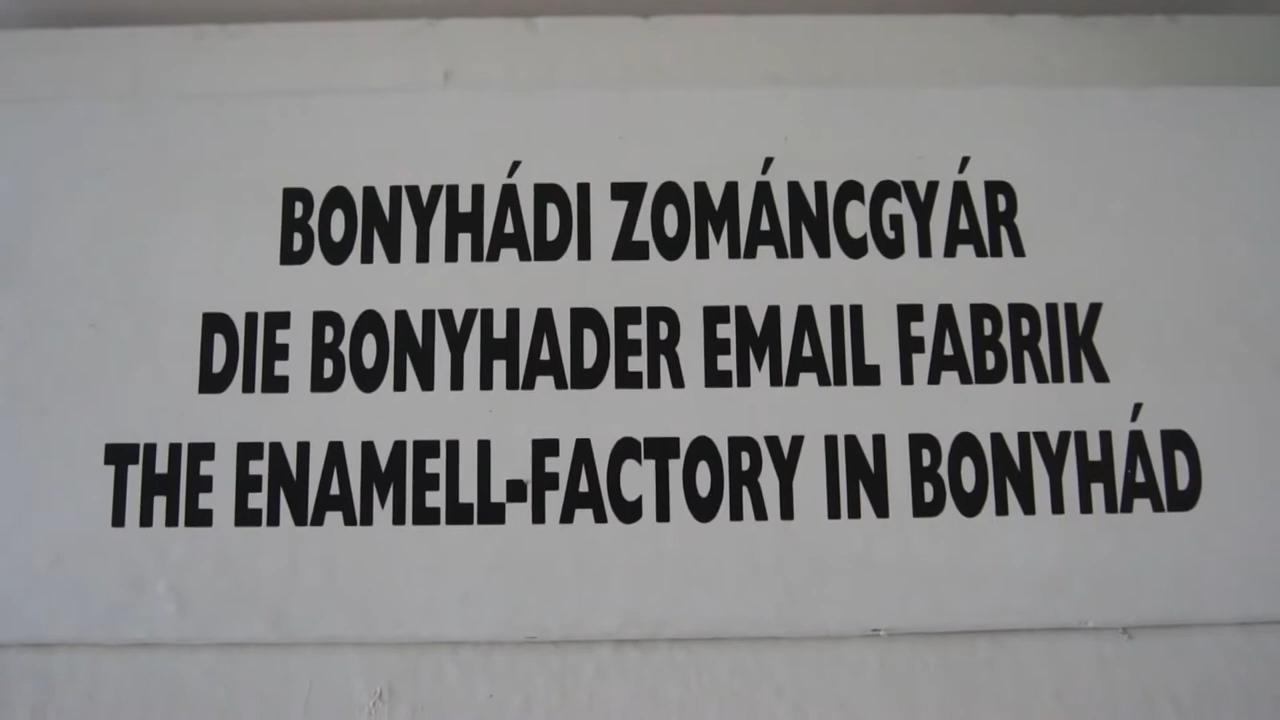 BONYHÁDI ZOMÁNCGYÁR
DIE BONYHADER EMAIL FABRIK
THE ENAMELL-FACTORY IN BONYHÁD